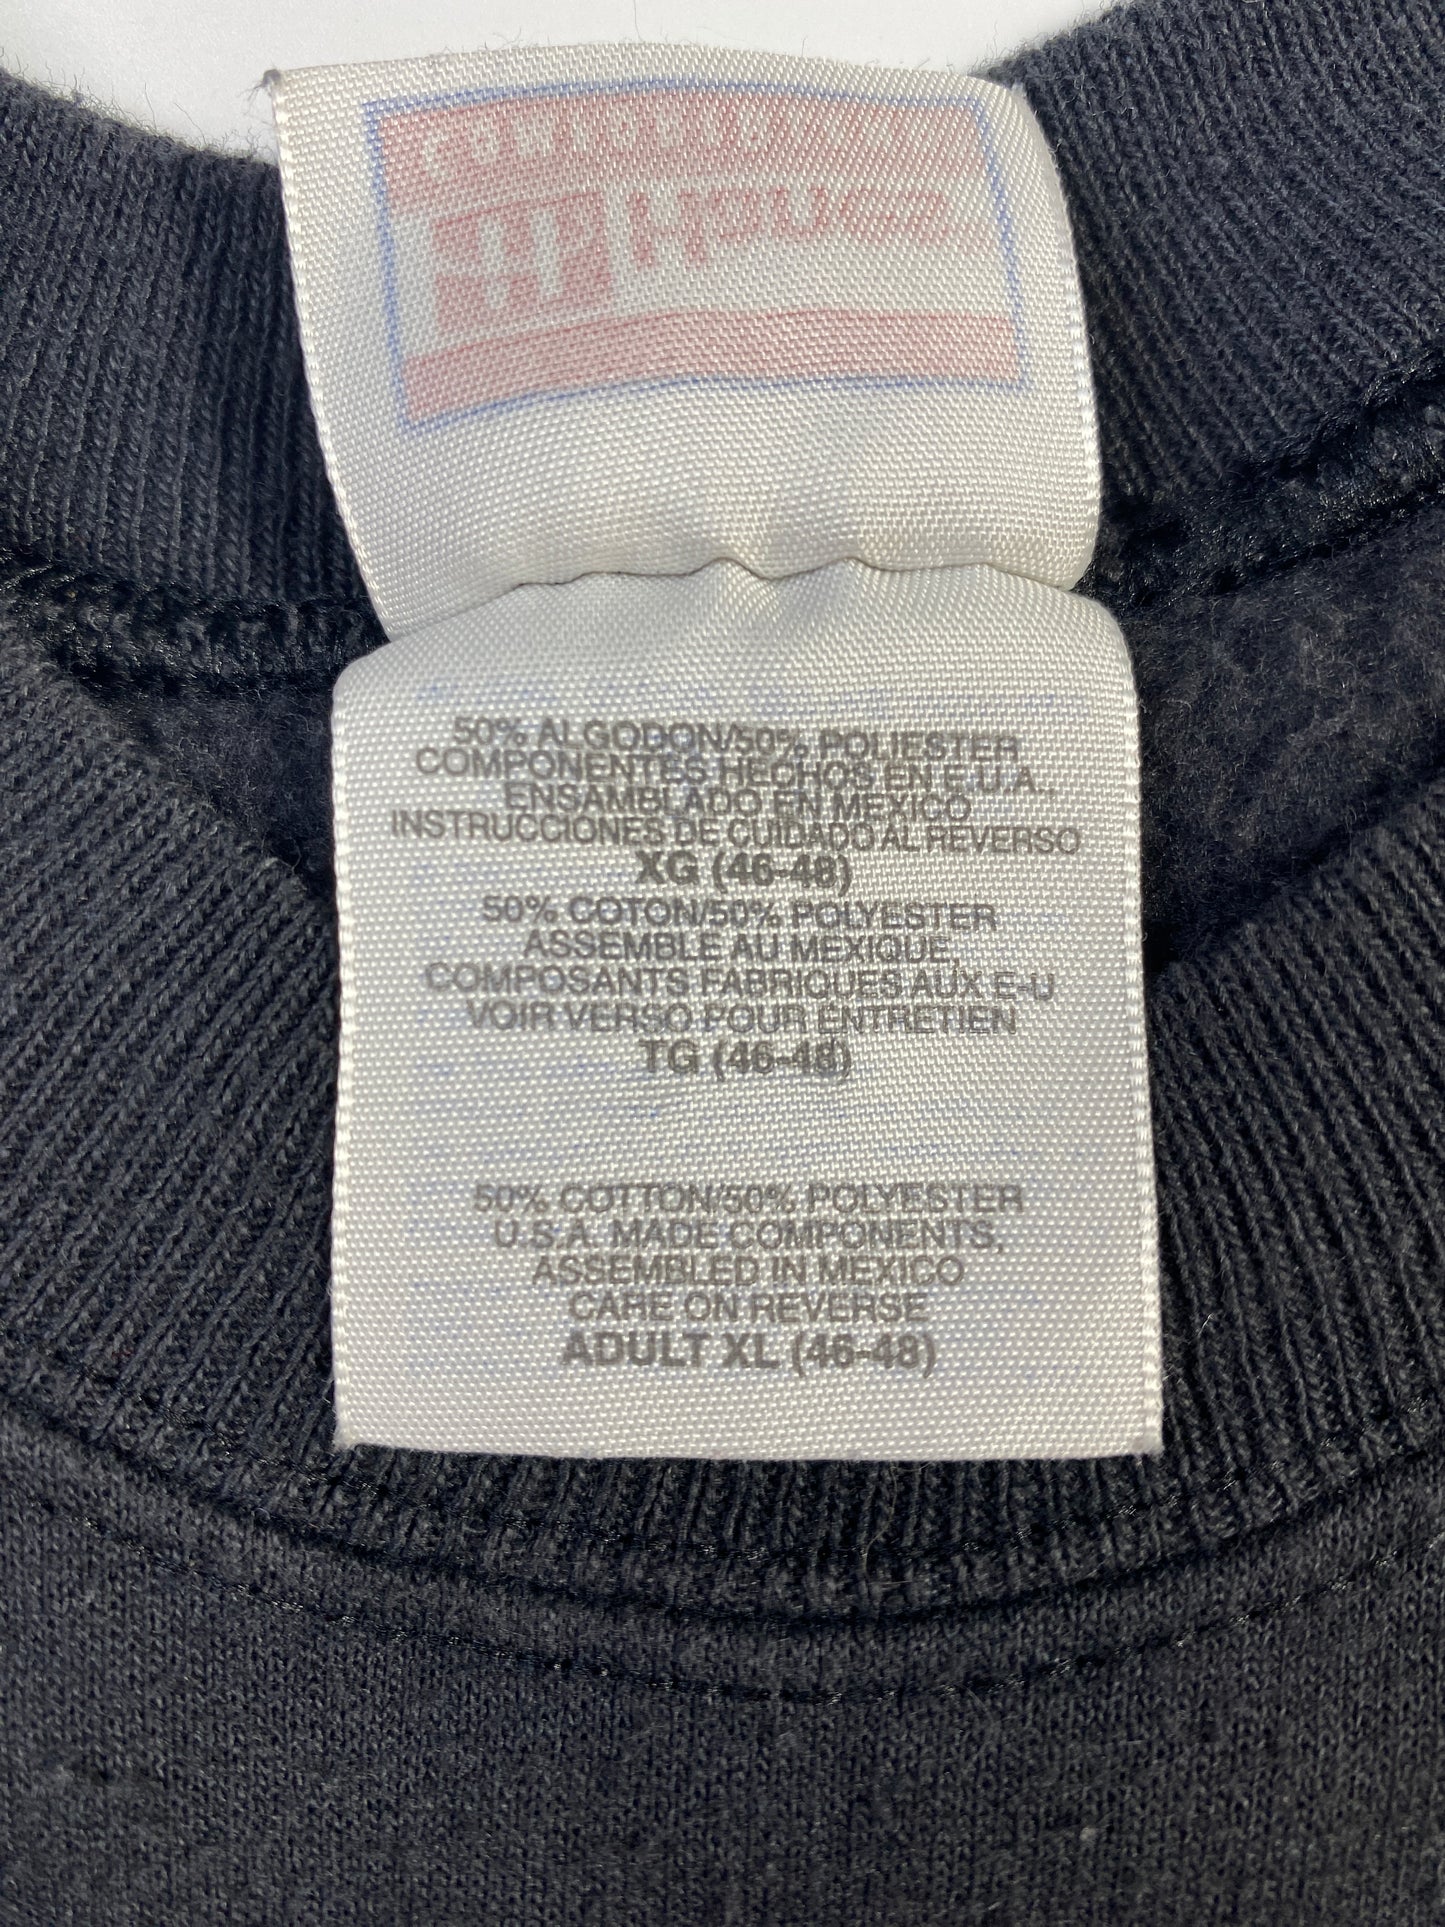 50% ALGODON/50% POLIESTER
COMPONENTES HECHOS EN E.U.A.,
ENSAMBLADO EN MEXICO
INSTRUCCIONES DE CUIDADO AL REVERSO
XG (46-48)
50% COTON/50% POLYESTER
ASSEMBLE AU MEXIQUE,
COMPOSANTS FABRIQUES AUX E-U
VOIR VERSO POUR ENTRETIEN
TG (46-48)
50% COTTON/50% POLYESTER
U.S.A. MADE COMPONENTS,
ASSEMBLED IN MEXICO
CARE ON REVERSE
ADULT XL (46-48)